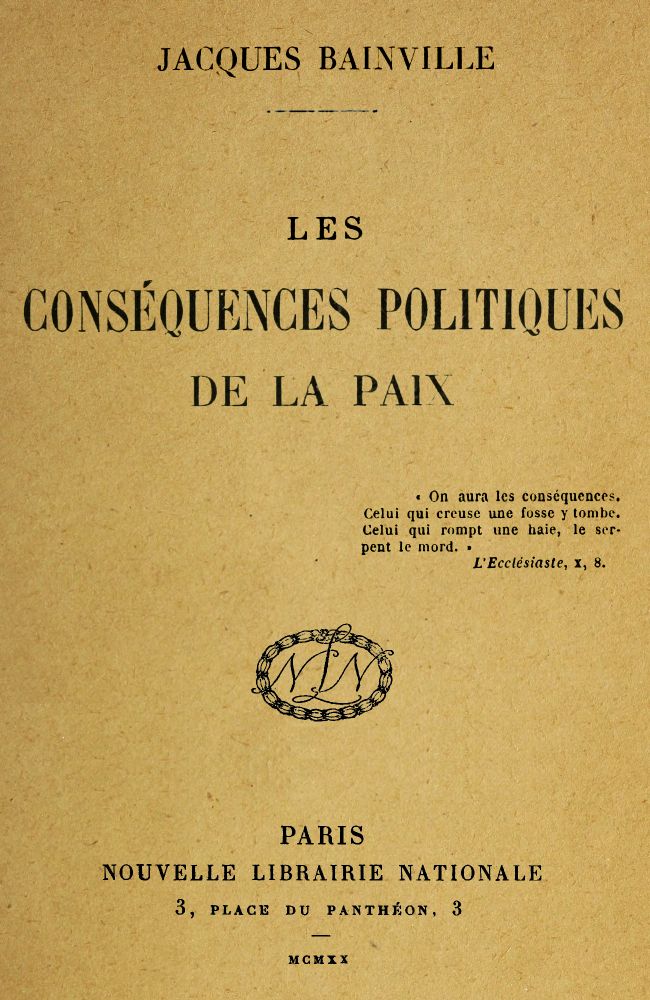 JACQUES BAINVILLE
LES
CONSÉQUENCES POLITIQUES
DE LA PAIX
« On aura les conséquences.
Celui qui creuse une fosse y tombe.
Celui qui rompt une haie, le ser-
pent le mord. »
L'Ecclésiaste, x, 8.
NLN
PARIS
NOUVELLE LIBRAIRIE NATIONALE
3, PLACE DU PANTHÉON, 3
MCMXX